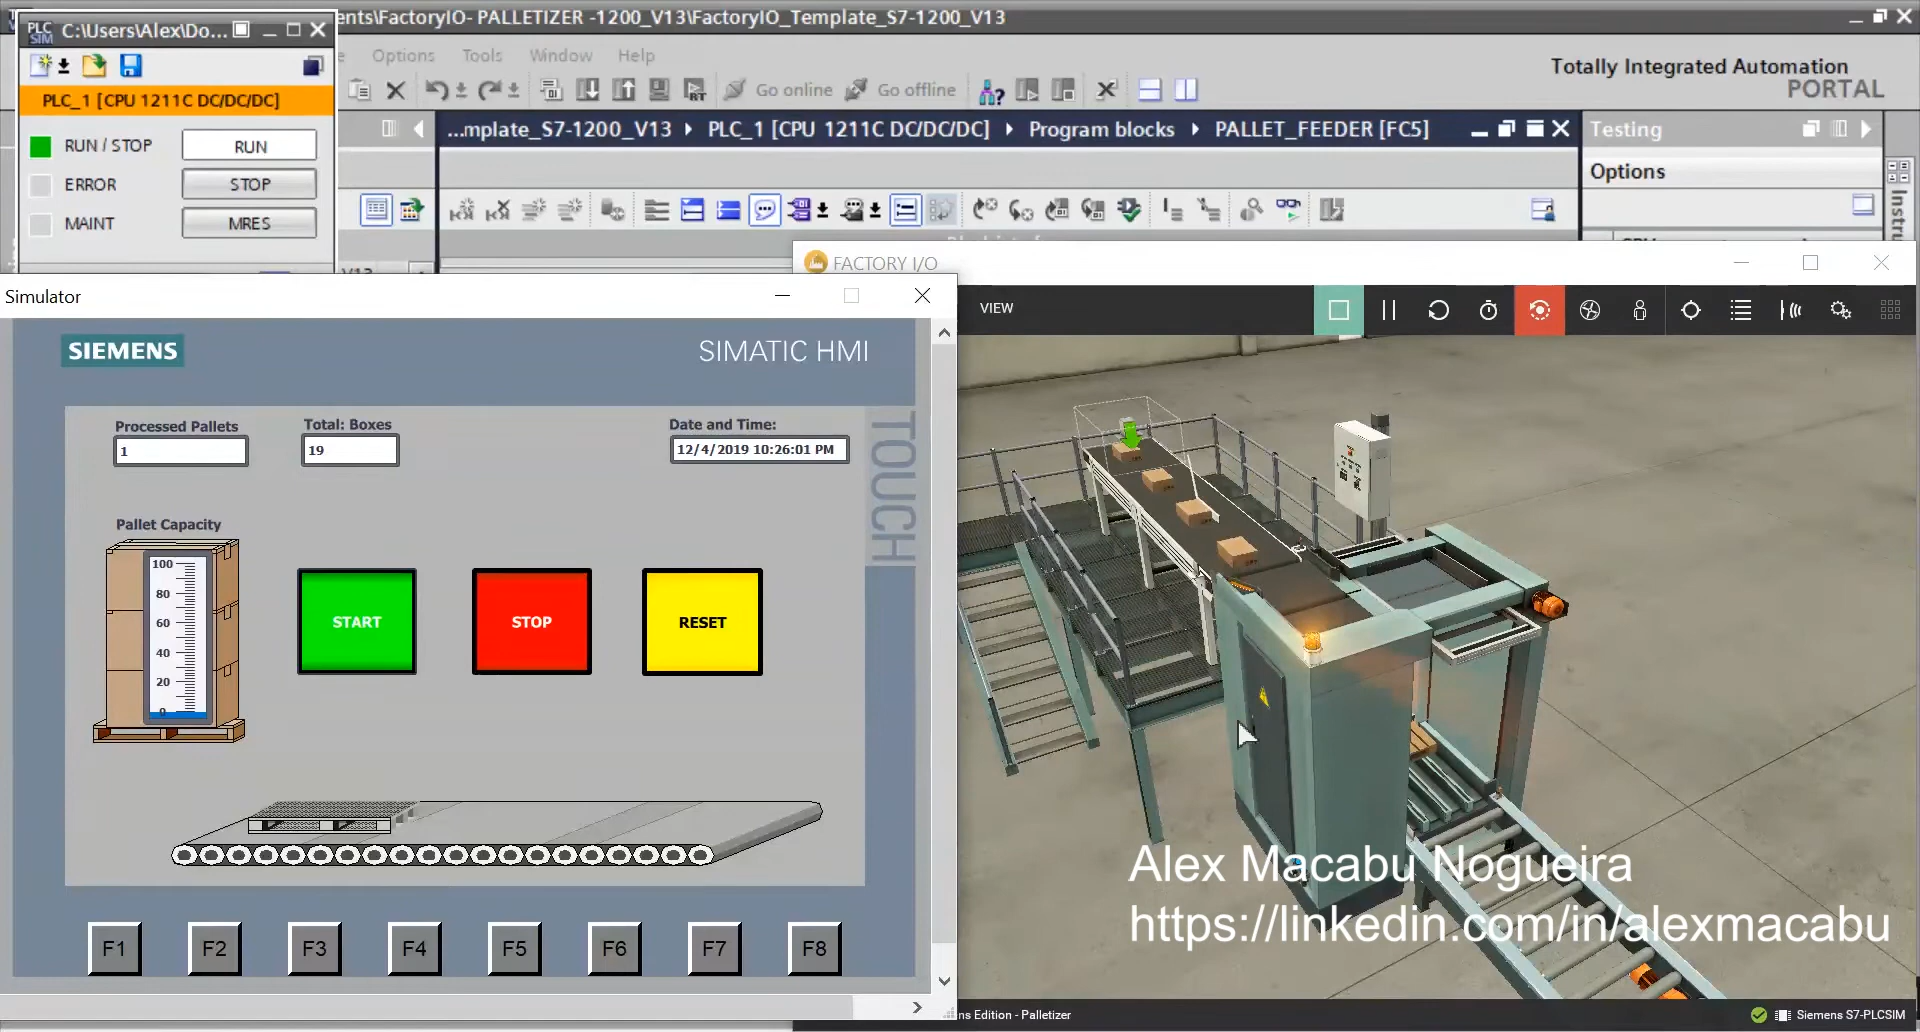 ents\FactoryIO- PALLETIZER -1200_V13\FactoryIO_Template_S7-1200_V13
PLC SIM
C:\Users\Alex\Do...
Options Tools Window Help
Totally Integrated Automation
PORTAL
Go online Go offline
PLC_1 [CPU 1211C DC/DC/DC]
RUN / STOP RUN
ERROR STOP
MAINT MRES
...mplate_S7-1200_V13 PLC_1 [CPU 1211C DC/DC/DC] Program blocks PALLET_FEEDER [FC5]
Testing
Options
FACTORY I/O
VIEW
Simulator
SIEMENS
SIMATIC HMI
TOUCH
Processed Pallets
1
Total: Boxes
19
Date and Time:
12/4/2019 10:26:01 PM
Pallet Capacity
100
80
60
40
20
0
START
STOP
RESET
F1 F2 F3 F4 F5 F6 F7 F8
Alex Macabu Nogueira
https://linkedin.com/in/alexmacabu
ns Edition - Palletizer
Siemens S7-PLCSIM